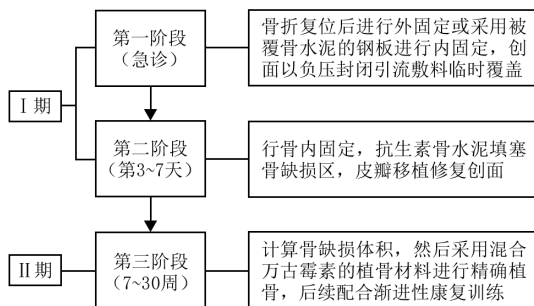 第一阶段
（急诊）
骨折复位后进行外固定或采用被
覆骨水泥的钢板进行内固定，创
面以负压封闭引流敷料临时覆盖
Ⅰ期
第二阶段
（第3~7天）
行骨内固定，抗生素骨水泥填塞
骨缺损区，皮瓣移植修复创面
Ⅱ期
第三阶段
（7~30周）
计算骨缺损体积，然后采用混合
万古霉素的植骨材料进行精确植
骨，后续配合渐进性康复训练